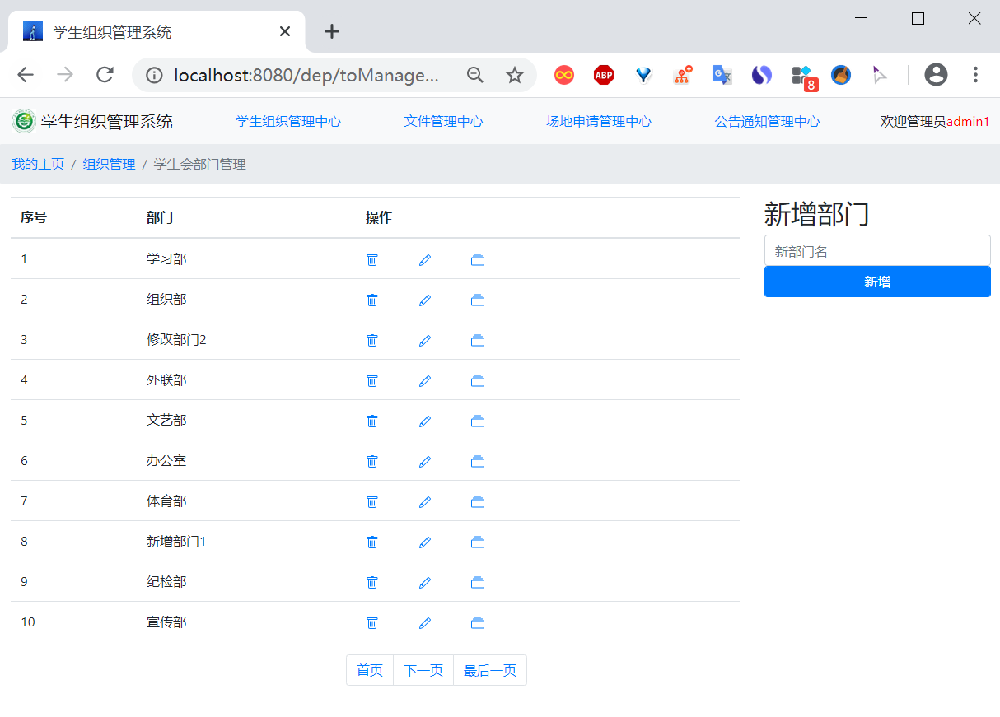 学生组织管理系统
localhost:8080/dep/toManage...
ABP
G
8
学生组织管理系统 学生组织管理中心 文件管理中心 场地申请管理中心 公告通知管理中心 欢迎管理员admin1
我的主页 / 组织管理 / 学生会部门管理
序号 部门 操作
1 学习部
2 组织部
3 修改部门2
4 外联部
5 文艺部
6 办公室
7 体育部
8 新增部门1
9 纪检部
10 宣传部
首页 下一页 最后一页
新增部门
新部门名
新增